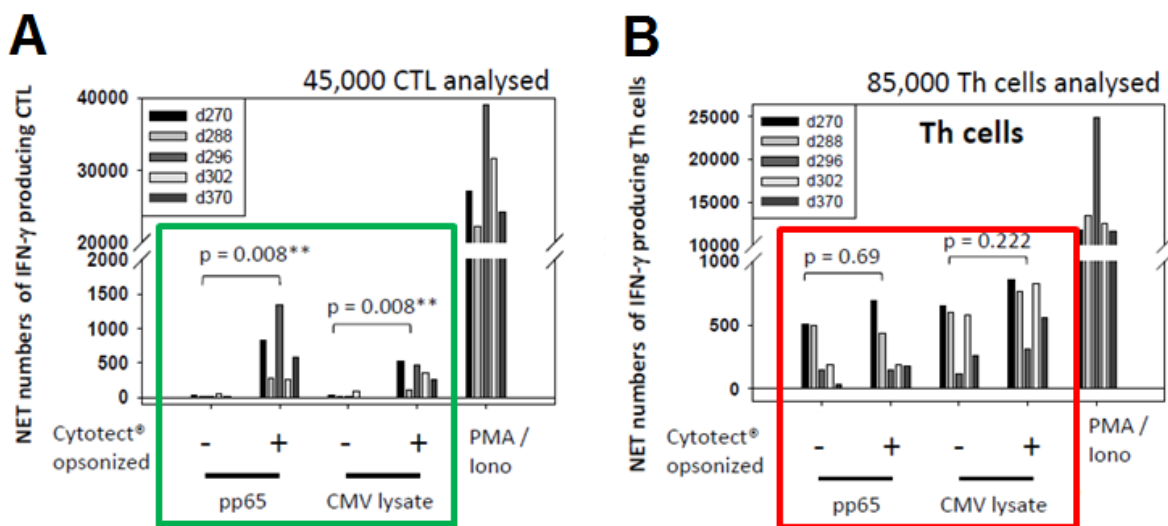 A
45,000 CTL analysed
NET numbers of IFN-γ producing CTL
40000
30000
20000
2000
1500
1000
500
0
d270
d288
d296
d302
d370
p = 0.008**
p = 0.008**
Cytotect® opsonized
- + - +
PMA / Iono
pp65
CMV lysate
B
85,000 Th cells analysed
Th cells
NET numbers of IFN-γ producing Th cells
25000
20000
15000
10000
1000
500
0
d270
d288
d296
d302
d370
p = 0.69
p = 0.222
Cytotect® opsonized
- + - +
PMA / Iono
pp65
CMV lysate